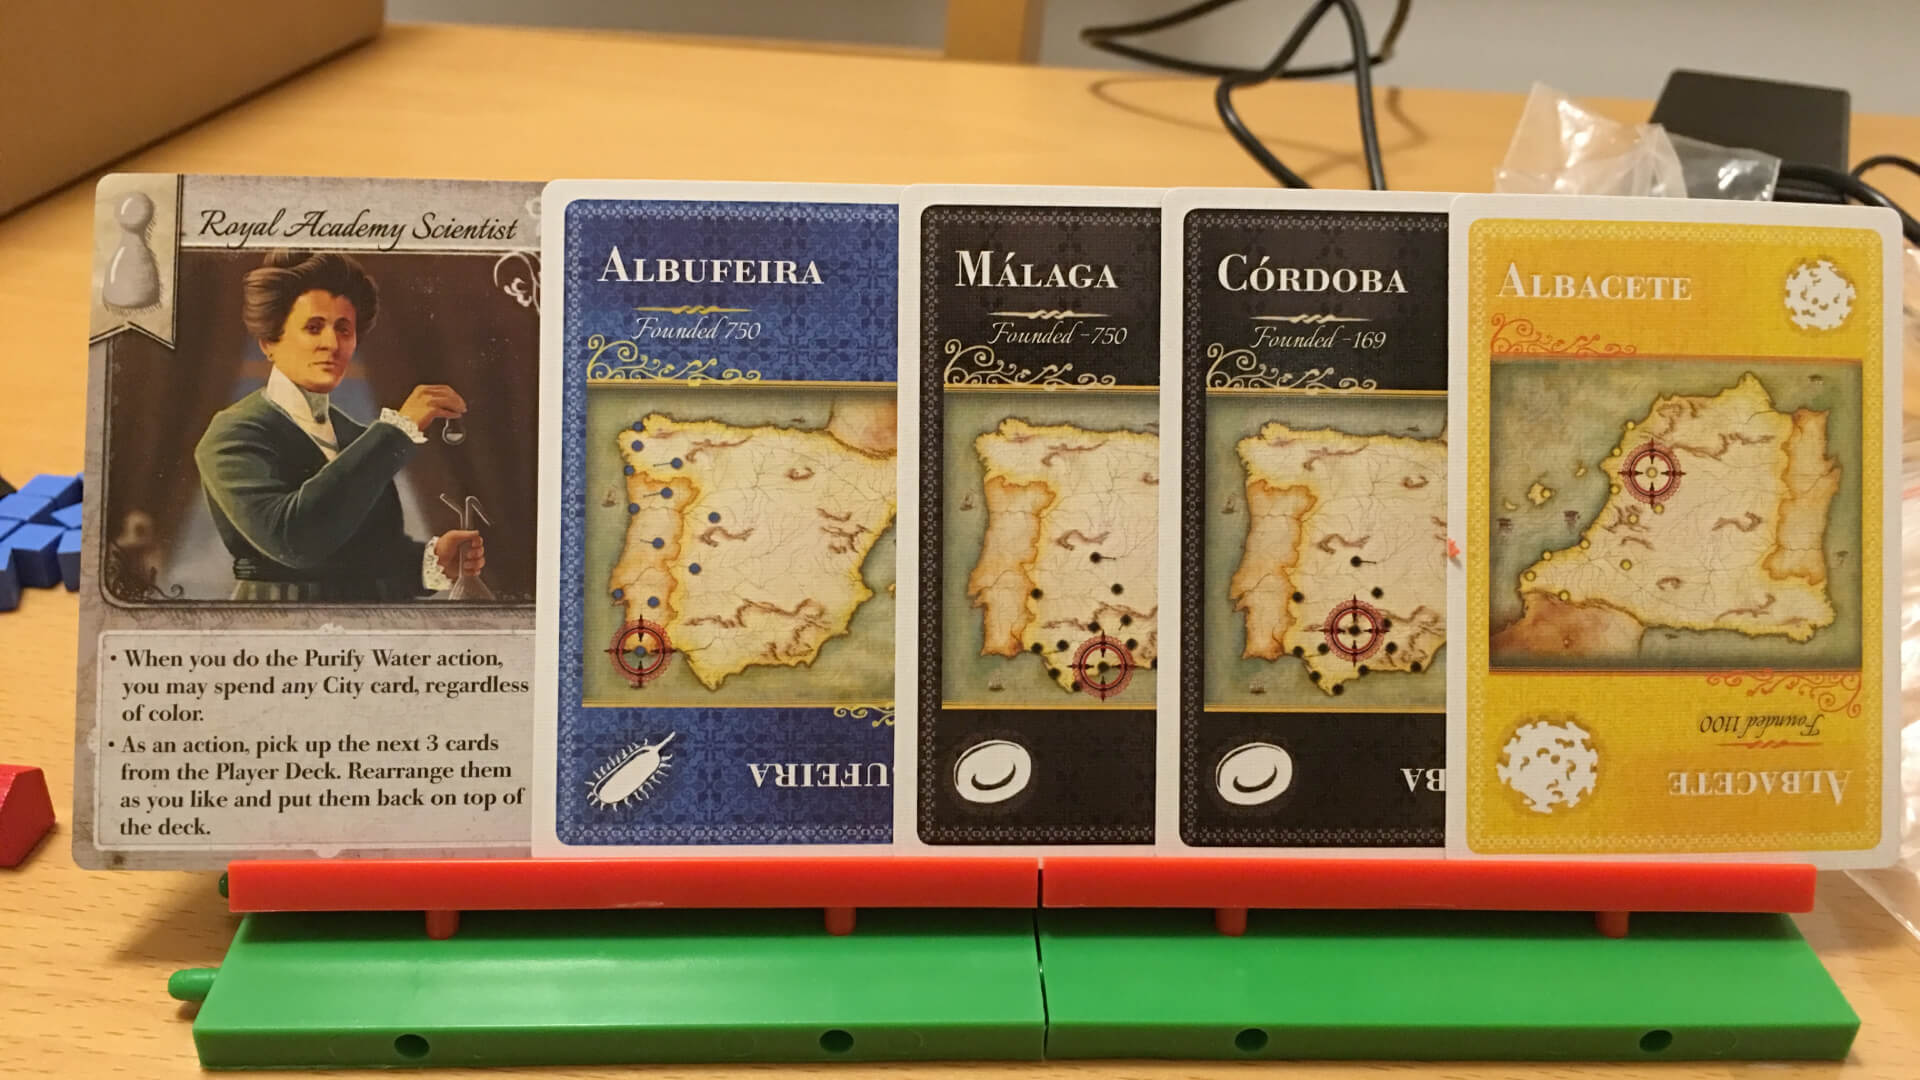 Royal Academy Scientist
• When you do the Purify Water action,
you may spend any City card, regardless
of color.
• As an action, pick up the next 3 cards
from the Player Deck. Rearrange them
as you like and put them back on top of
the deck.
ALBUFEIRA
Founded 750
UFEIRA
MÁLAGA
Founded -750
CÓRDOBA
Founded -169
BA
ALBACETE
Founded 1100
ALBACETE